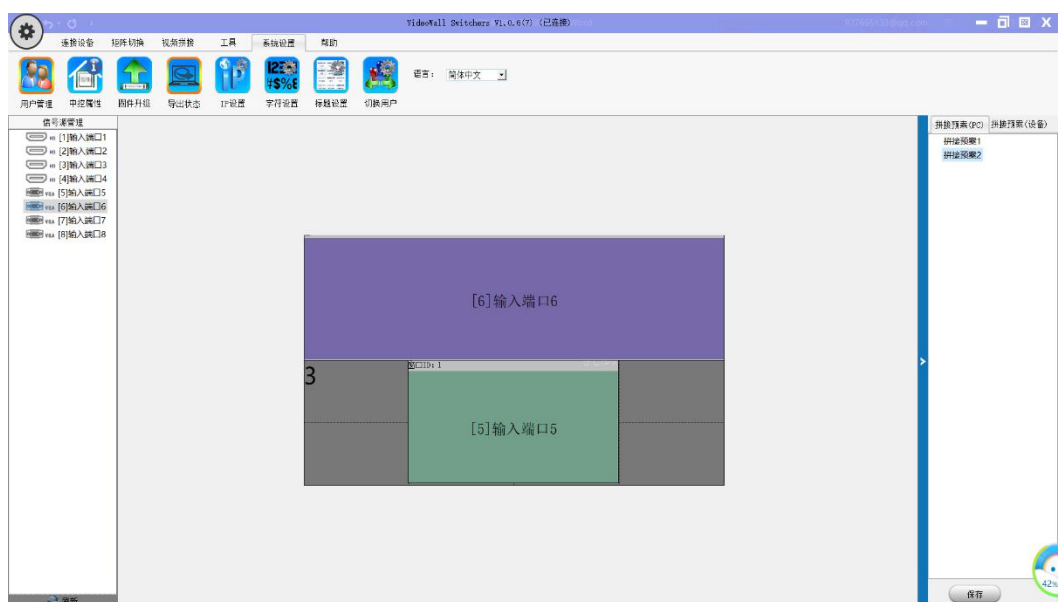 VideoWall Switchers V1.0.6(7) (已连接)
连接设备 矩阵切换 视频拼接 工具 系统设置 帮助
语言： 简体中文
用户管理 中控属性 固件升级 导出状态 IP设置 字符设置 标题设置 切换用户
信号源管理
[1]输入端口1
[2]输入端口2
[3]输入端口3
[4]输入端口4
[5]输入端口5
[6]输入端口6
[7]输入端口7
[8]输入端口8
刷新
[6]输入端口6
3
窗口ID: 1
[5]输入端口5
拼接预案(PC) 拼接预案(设备)
拼接预案1
拼接预案2
保存
42%